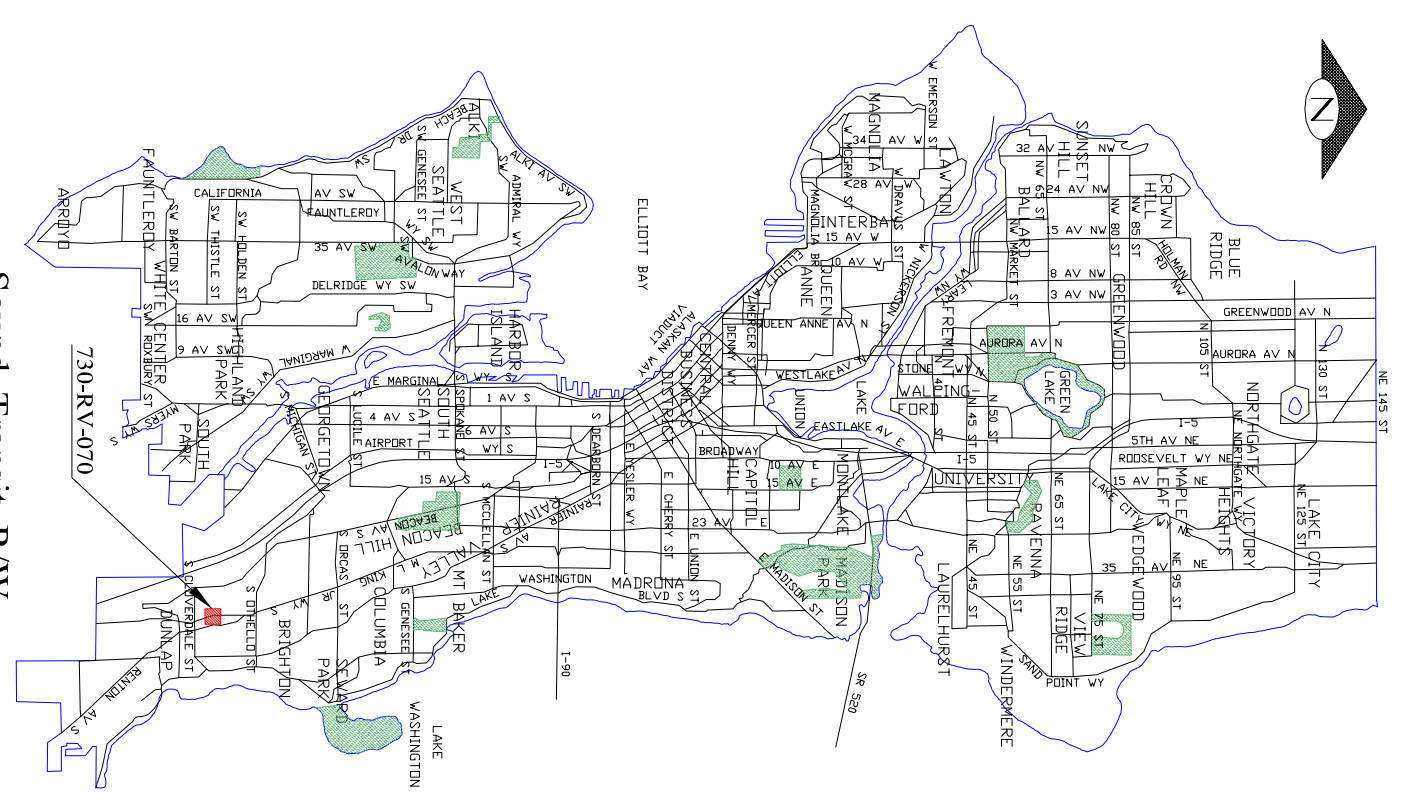 N
W EMERSON ST
MAGNOLIA
34 AV W
W MCGRAW ST
28 AV W
W DRAVUS ST
LAWTON
MAGNOLIA BR
INTERBAY
15 AV W
10 AV W
W NICKERSON ST
ELLIOTT AV
QUEEN
ANNE
MERCER ST
QUEEN ANNE AV N
DENNY WY
WESTLAKE AV N
SUNSET
HILL
32 AV NW
NW 65 ST
24 AV NW
BALLARD
CROWN
HILL
NW 85 ST
NW 80 ST
15 AV NW
NW MARKET ST
HOLMAN
RD NW
BLUE
RIDGE
8 AV NW
3 AV NW
LEARY WY NW
GREENWOOD
GREENWOOD AV N
FREMONT
AURORA AV N
N 105 ST
AURORA AV N
N 130 ST
NE 145 ST
STONE WY N
GREEN
LAKE
WALLINGFORD
N 45 ST
N 50 ST
LAKE
UNION
EASTLAKE AV E
I-5
NORTHGATE
NE NORTHGATE WY
5TH AV NE
ROOSEVELT WY NE
15 AV NE
I-5
UNIVERSITY
NE 65 ST
LAKE CITY WY NE
MAPLE
LEAF
VICTORY
HEIGHTS
NE 125 ST
LAKE CITY
RAVENNA
WEDGEWOOD
35 AV NE
NE 95 ST
NE 45 ST
NE 55 ST
NE 75 ST
VIEW
RIDGE
SAND POINT WY
LAURELHURST
WINDERMERE
SR 520
ALKI
BEACH DR SW
SW GENESEE ST
WEST
SEATTLE
ALKI AV SW
SW ADMIRAL WY
FAUNTLEROY
CALIFORNIA AV SW
ARROYO
SW BARTON ST
SW THISTLE ST
SW HOLDEN ST
FAUNTLEROY WY SW
35 AV SW
SW AVALON WAY
DELRIDGE WY SW
WHITE CENTER
SW ROXBURY ST
16 AV SW
HIGHLAND
PARK
9 AV SW
W MARGINAL WY S
HARBOR
ISLAND
ELLIOTT BAY
ALASKAN WAY
VIADUCT
CENTRAL
BUSINESS
DISTRICT
MYERS WY S
SOUTH
PARK
S MICHIGAN ST
GEORGETOWN
E MARGINAL WY S
S LUCILE ST
1 AV S
4 AV S
6 AV S
AIRPORT WY S
SOUTH
SEATTLE
S SPOKANE ST
15 AV S
I-5
S DEARBORN ST
E YESLER WY
E CHERRY ST
BROADWAY
CAPITOL
HILL
10 AV E
15 AV E
23 AV E
MONTLAKE
E UNION ST
E MADISON ST
MADISON
PARK
BEACON AV S
BEACON HILL
S MCCLELLAN ST
RAINIER AV S
RAINIER
VALLEY
M L KING JR WY S
MT BAKER
WASHINGTON
MADRONA
LAKE
BLVD S
S ORCAS ST
COLUMBIA
S GENESEE ST
S OTHELLO ST
BRIGHTON
S CLOVERDALE ST
DUNLAP
RENTON AV S
SEWARD
PARK
LAKE
WASHINGTON
I-90
730-RV-070
Sound Transit R/W